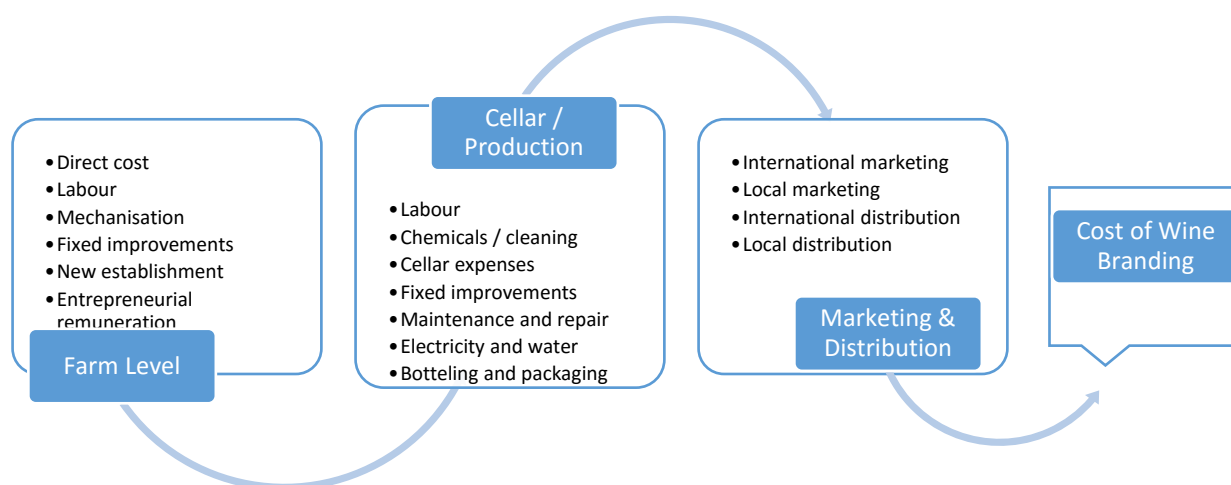 • Direct cost
• Labour
• Mechanisation
• Fixed improvements
• New establishment
• Entrepreneurial
remuneration
Farm Level
Cellar /
Production
• Labour
• Chemicals / cleaning
• Cellar expenses
• Fixed improvements
• Maintenance and repair
• Electricity and water
• Botteling and packaging
• International marketing
• Local marketing
• International distribution
• Local distribution
Marketing &
Distribution
Cost of Wine
Branding